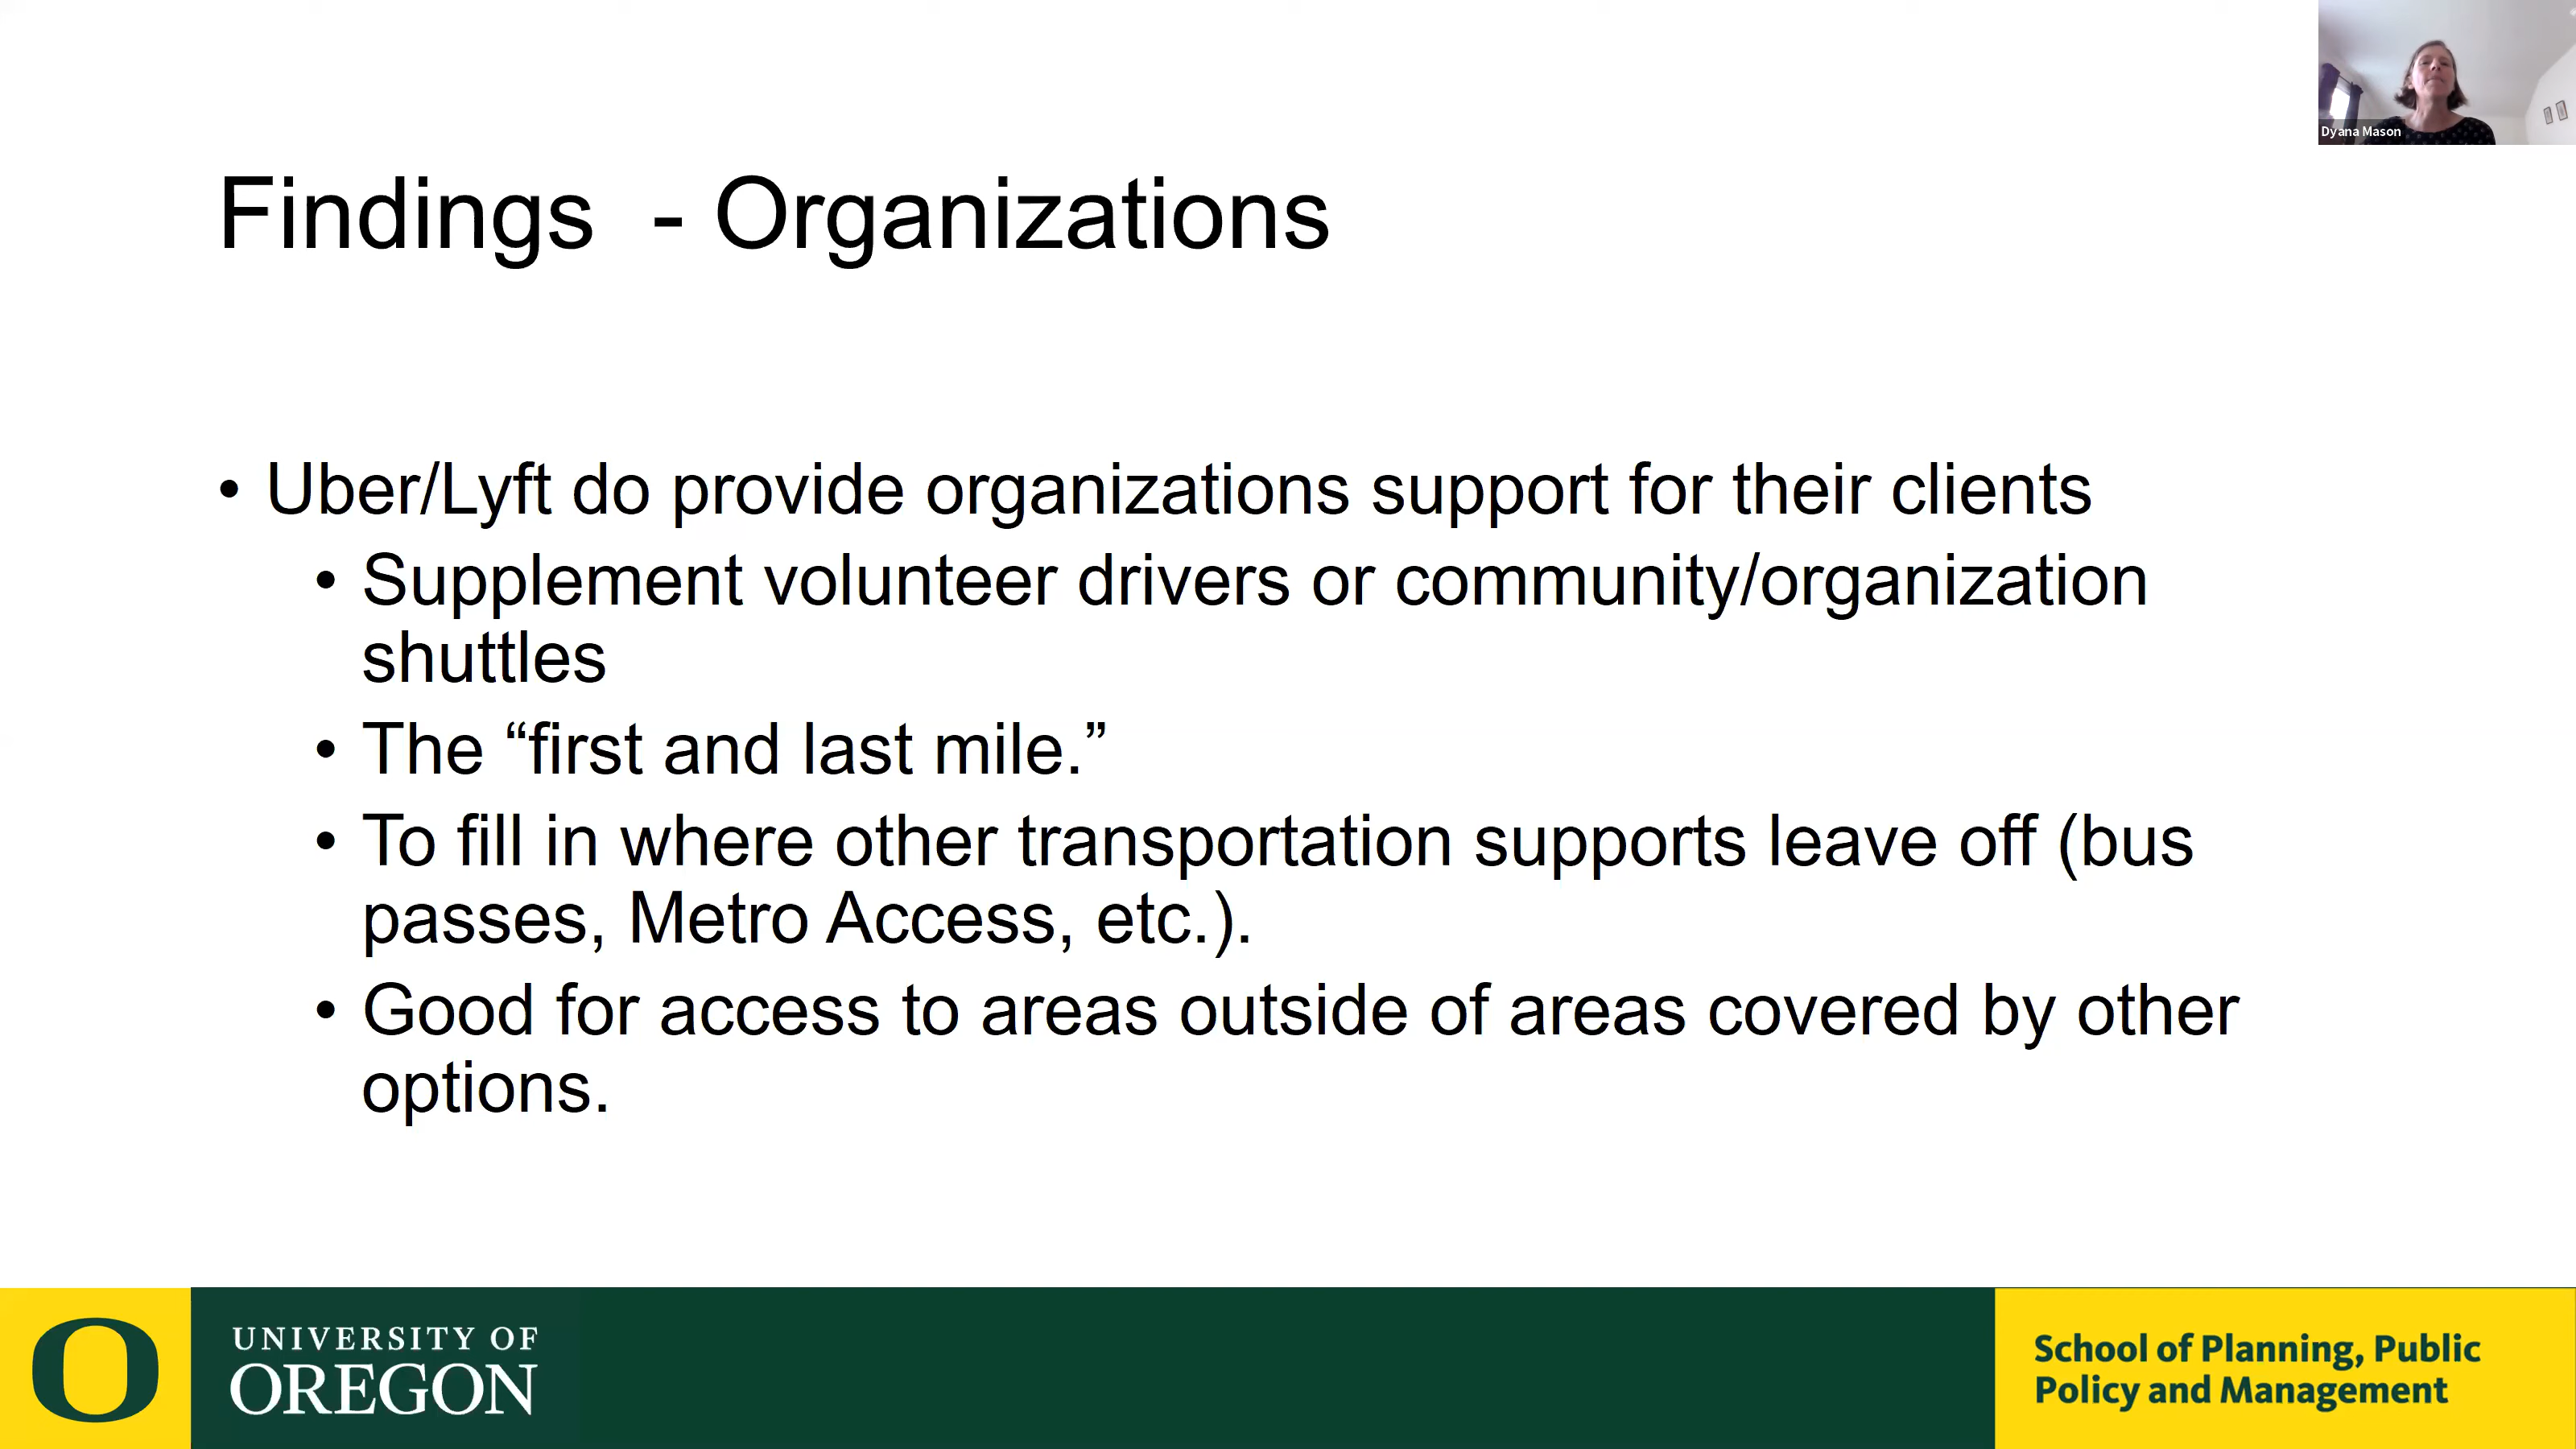 Dyana Mason
Findings  - Organizations
• Uber/Lyft do provide organizations support for their clients
• Supplement volunteer drivers or community/organization
shuttles
• The “first and last mile.”
• To fill in where other transportation supports leave off (bus
passes, Metro Access, etc.).
• Good for access to areas outside of areas covered by other
options.
O
UNIVERSITY OF
OREGON
School of Planning, Public
Policy and Management